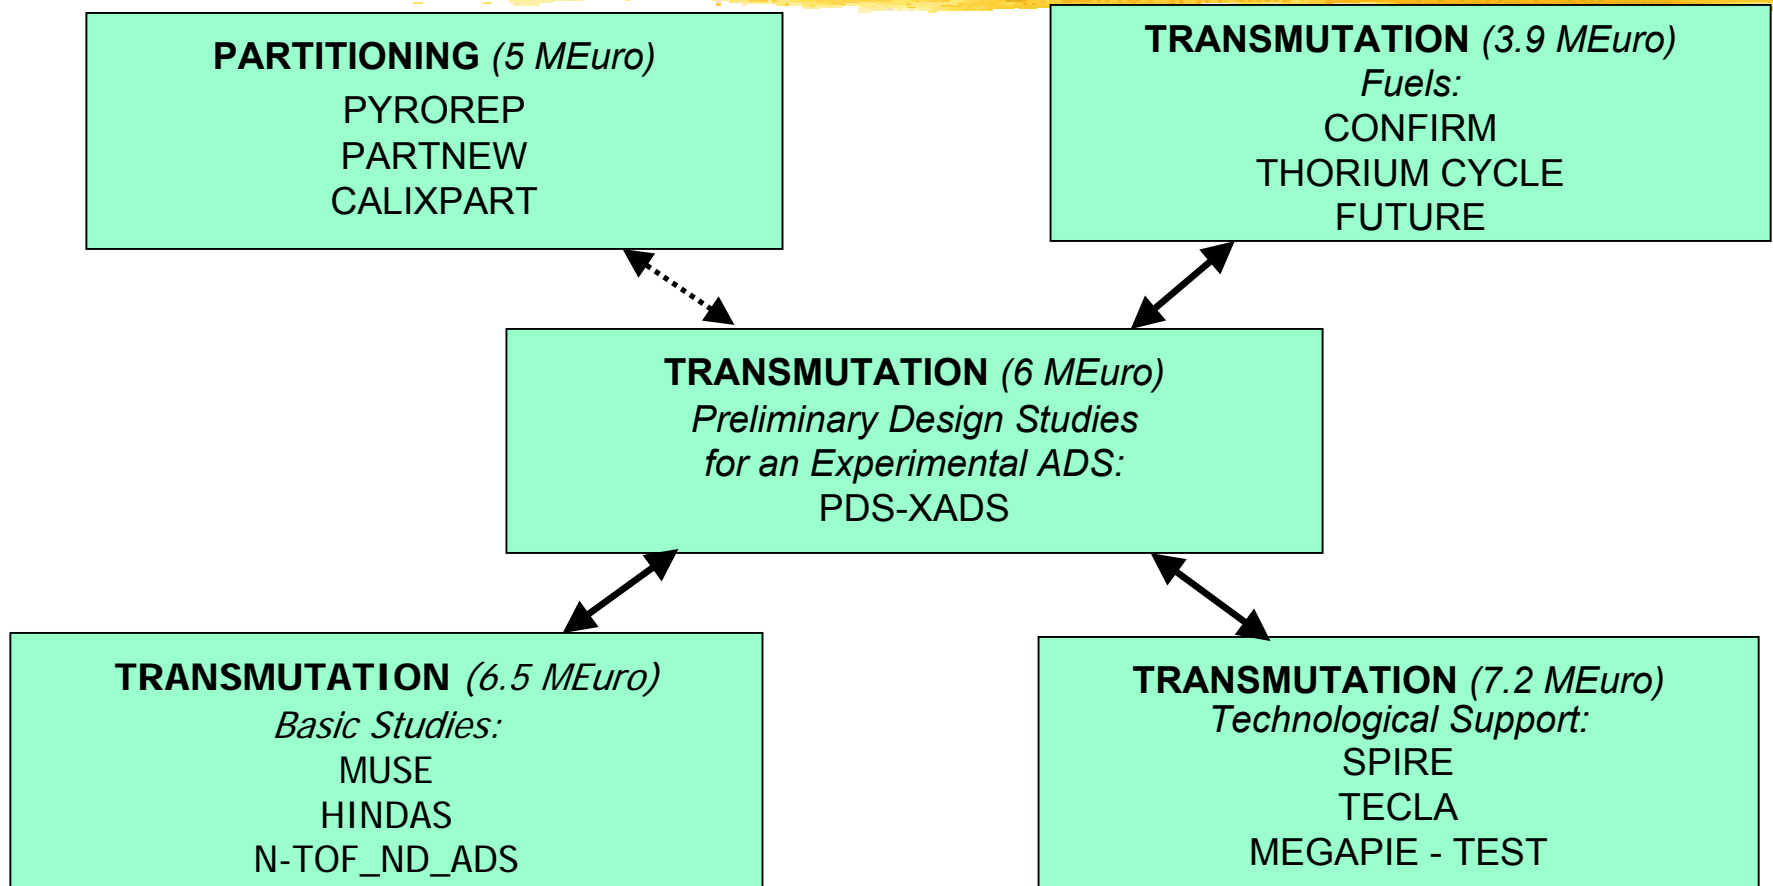 PARTITIONING (5 MEuro)
PYROREP
PARTNEW
CALIXPART
TRANSMUTATION (3.9 MEuro)
Fuels:
CONFIRM
THORIUM CYCLE
FUTURE
TRANSMUTATION (6 MEuro)
Preliminary Design Studies
for an Experimental ADS:
PDS-XADS
TRANSMUTATION (6.5 MEuro)
Basic Studies:
MUSE
HINDAS
N-TOF_ND_ADS
TRANSMUTATION (7.2 MEuro)
Technological Support:
SPIRE
TECLA
MEGAPIE - TEST